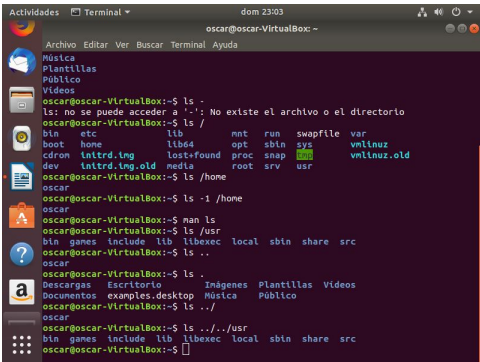 Actividades Terminal dom 23:03
oscar@oscar-VirtualBox: ~
Archivo Editar Ver Buscar Terminal Ayuda
Música
Plantillas
Público
Vídeos
oscar@oscar-VirtualBox:~$ ls -
ls: no se puede acceder a '-': No existe el archivo o el directorio
oscar@oscar-VirtualBox:~$ ls /
bin etc lib mnt run swapfile var
boot home lib64 opt sbin sys vmlinuz
cdrom initrd.img lost+found proc snap tmp vmlinuz.old
dev initrd.img.old media root srv usr
oscar@oscar-VirtualBox:~$ ls /home
oscar
oscar@oscar-VirtualBox:~$ ls -1 /home
oscar
oscar@oscar-VirtualBox:~$ man ls
oscar@oscar-VirtualBox:~$ ls /usr
bin games include lib libexec local sbin share src
oscar@oscar-VirtualBox:~$ ls ..
oscar
oscar@oscar-VirtualBox:~$ ls .
Descargas Escritorio Imágenes Plantillas Vídeos
Documentos examples.desktop Música Público
oscar@oscar-VirtualBox:~$ ls ../
oscar
oscar@oscar-VirtualBox:~$ ls ../../usr
bin games include lib libexec local sbin share src
oscar@oscar-VirtualBox:~$